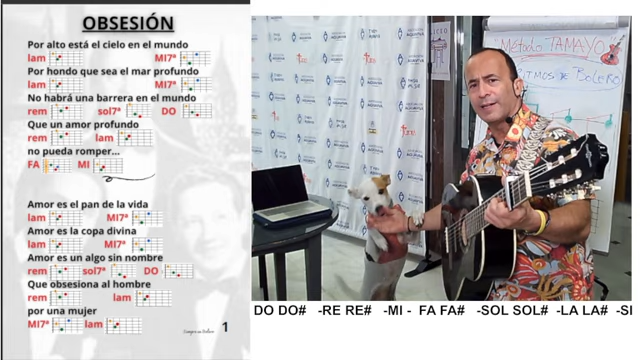 OBSESIÓN
Por alto está el cielo en el mundo
lam MI7ª
Por hondo que sea el mar profundo
lam MI7ª
No habrá una barrera en el mundo
rem sol7ª DO
Que un amor profundo
rem lam
no pueda romper...
FA MI
Amor es el pan de la vida
lam MI7ª
Amor es la copa divina
lam MI7ª
Amor es un algo sin nombre
rem sol7ª DO
Que obsesiona al hombre
rem lam
por una mujer
MI7ª lam
1
"Método TAMAYO"
RITMOS DE BOLERO
DO DO# -RE RE# -MI - FA FA# -SOL SOL# -LA LA# -SI